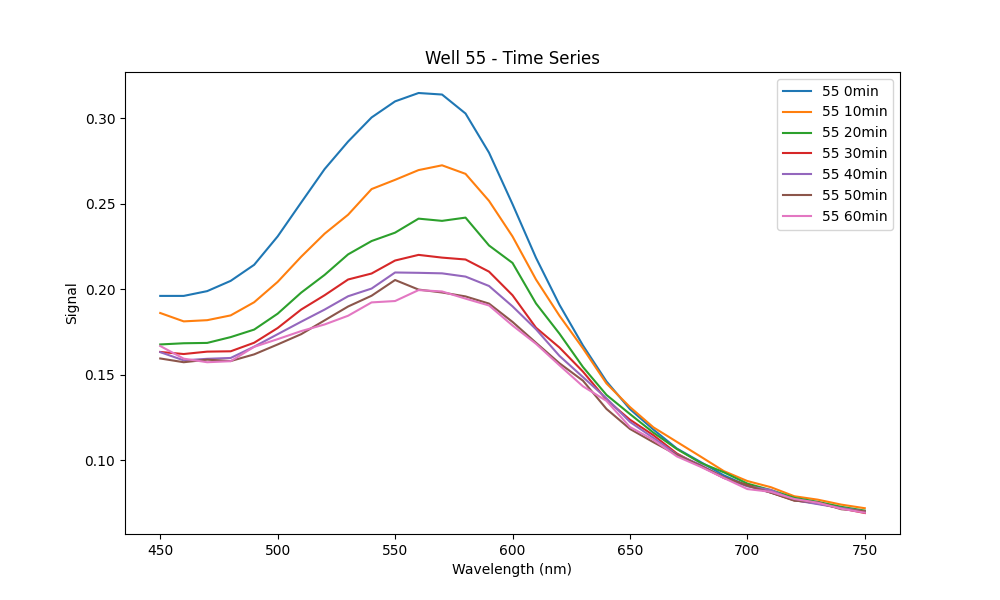 Well 55 - Time Series
55 0min
55 10min
55 20min
55 30min
55 40min
55 50min
55 60min
Signal
0.30
0.25
0.20
0.15
0.10
450 500 550 600 650 700 750
Wavelength (nm)